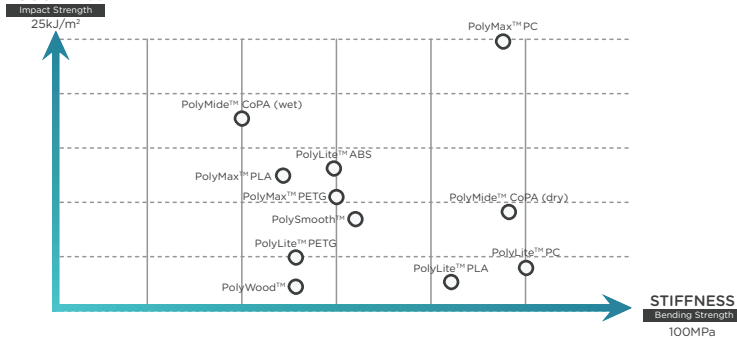 Impact Strength
25kJ/m²
PolyMax™ PC
PolyMide™ CoPA (wet)
PolyLite™ ABS
PolyMax™ PLA
PolyMax™ PETG
PolyMide™ CoPA (dry)
PolySmooth™
PolyLite™ PETG
PolyLite™ PC
PolyLite™ PLA
PolyWood™
STIFFNESS
Bending Strength
100MPa